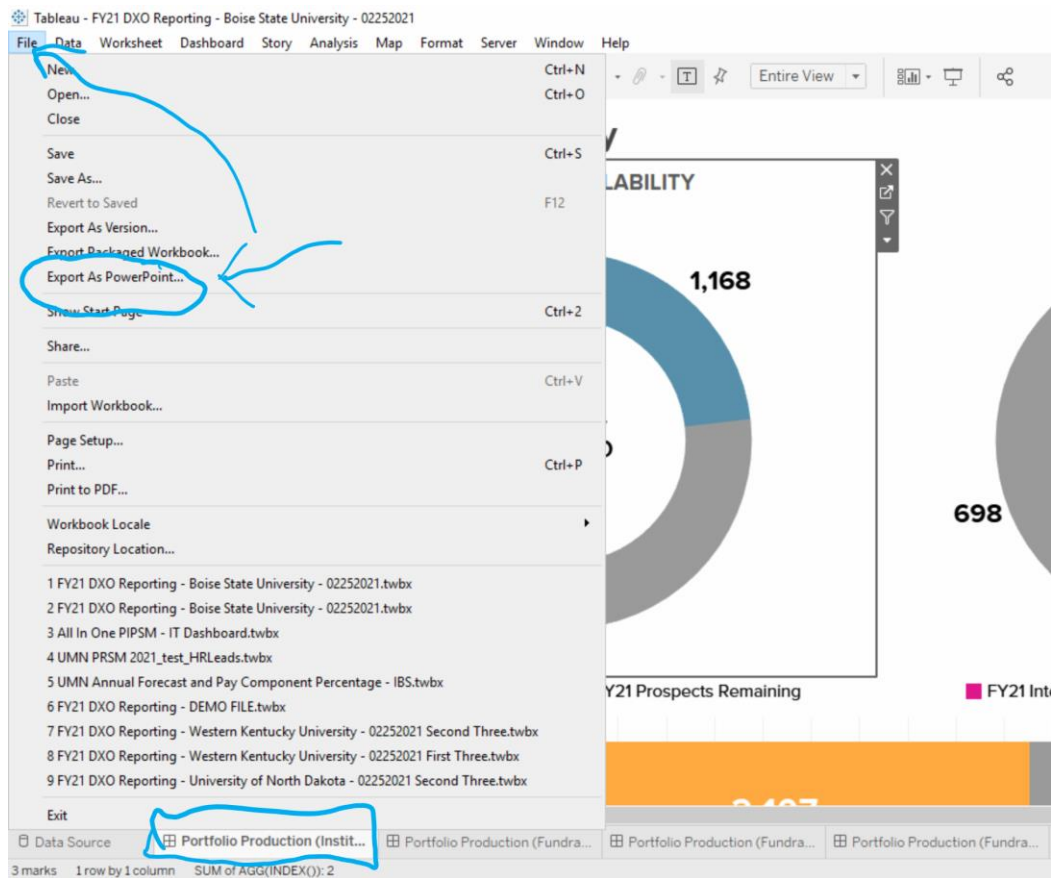 Tableau - FY21 DXO Reporting - Boise State University - 02252021
File Data Worksheet Dashboard Story Analysis Map Format Server Window Help
New Ctrl+N
Entire View
Open... Ctrl+O
Close
Save Ctrl+S
LABILITY
Save As...
Revert to Saved F12
Export As Version...
Export Packaged Workbook...
Export As PowerPoint...
1,168
Show Start Page Ctrl+2
Share...
Paste Ctrl+V
Import Workbook...
Page Setup...
Print... Ctrl+P
Print to PDF...
698
Workbook Locale
Repository Location...
1 FY21 DXO Reporting - Boise State University - 02252021.twbx
2 FY21 DXO Reporting - Boise State University - 02252021.twbx
3 All In One PIPSM - IT Dashboard.twbx
4 UMN PRSM 2021_test_HRLeads.twbx
5 UMN Annual Forecast and Pay Component Percentage - IBS.twbx
6 FY21 DXO Reporting - DEMO FILE.twbx
Y21 Prospects Remaining FY21 Int
7 FY21 DXO Reporting - Western Kentucky University - 02252021 Second Three.twbx
8 FY21 DXO Reporting - Western Kentucky University - 02252021 First Three.twbx
9 FY21 DXO Reporting - University of North Dakota - 02252021 Second Three.twbx
Exit
Data Source Portfolio Production (Instit... Portfolio Production (Fundra... Portfolio Production (Fundra... Portfolio Production (Fundra...
3 marks 1 row by 1 column SUM of AGG(INDEX()): 2